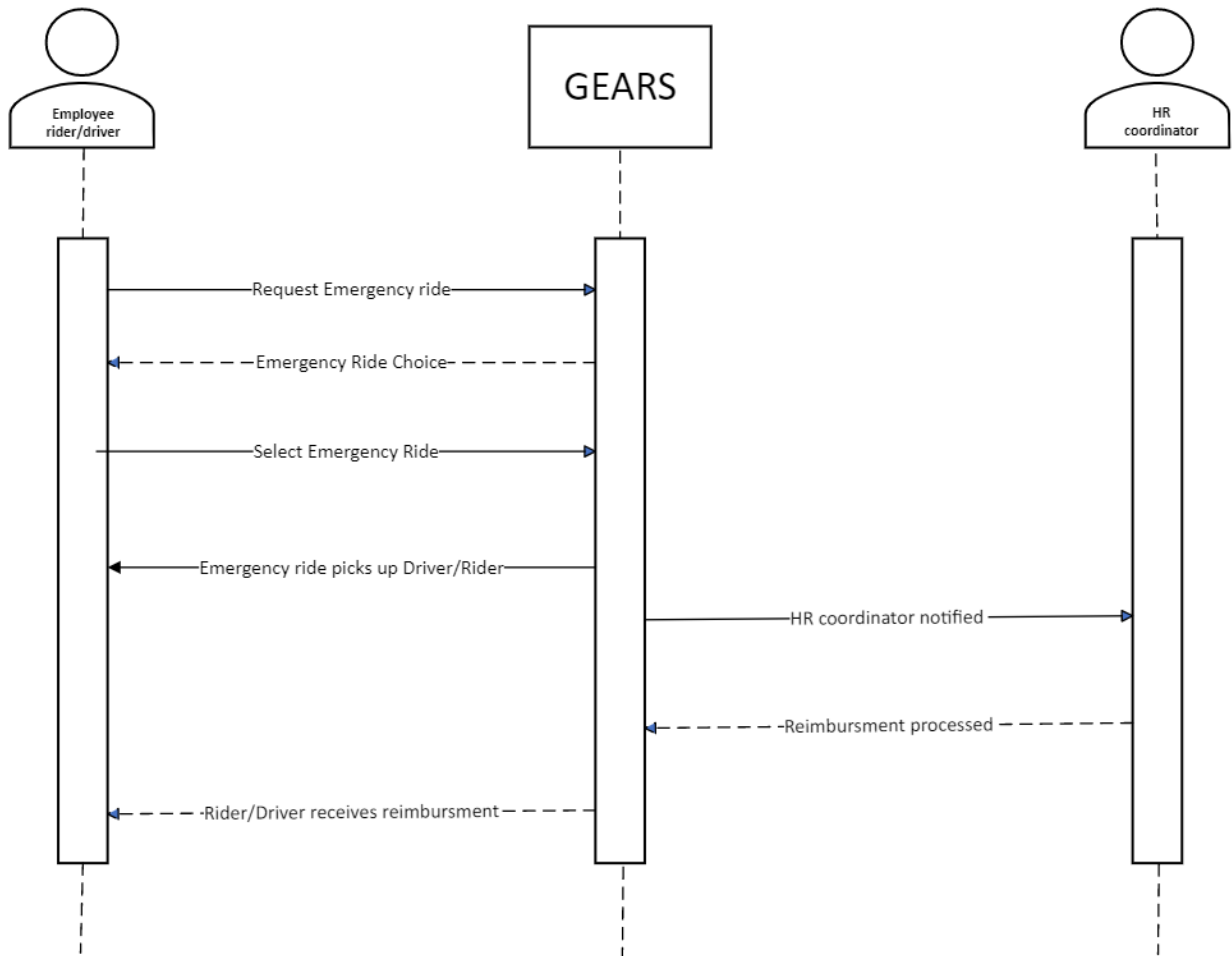 Employee
rider/driver
GEARS
HR
coordinator
Request Emergency ride
Emergency Ride Choice
Select Emergency Ride
Emergency ride picks up Driver/Rider
HR coordinator notified
Reimbursment processed
Rider/Driver receives reimbursment